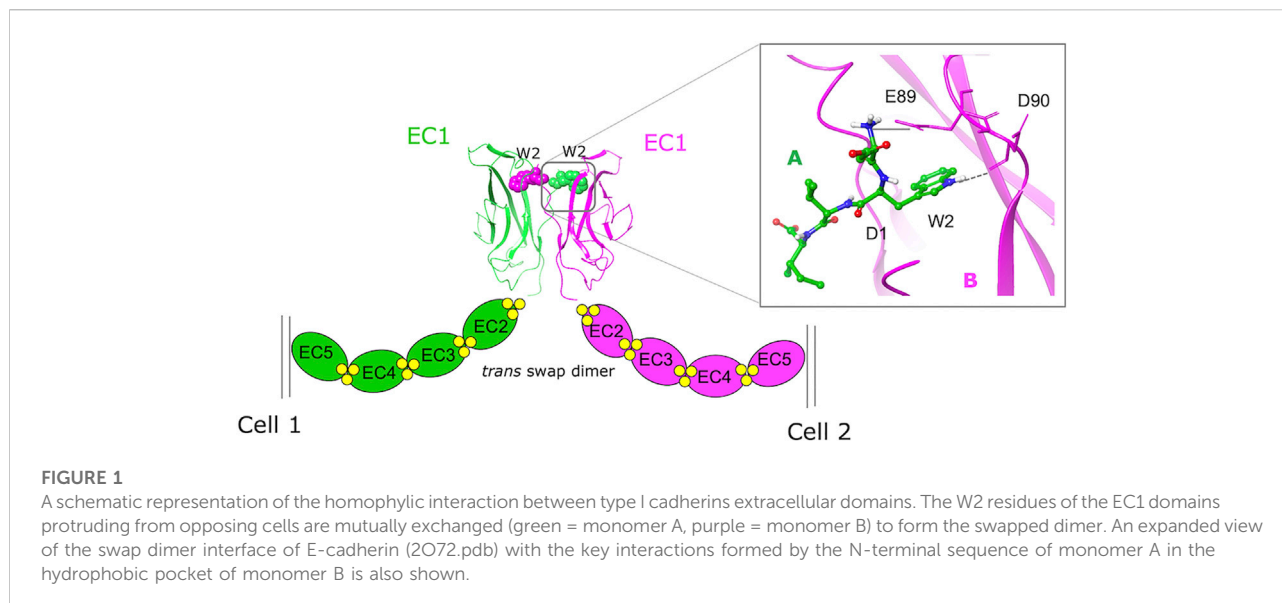 EC1
W2
W2
EC1
E89
D90
A
D1
W2
B
EC2
EC3
EC4
EC5
trans swap dimer
EC2
EC3
EC4
EC5
Cell 1
Cell 2
FIGURE 1
A schematic representation of the homophylic interaction between type I cadherins extracellular domains. The W2 residues of the EC1 domains
protruding from opposing cells are mutually exchanged (green = monomer A, purple = monomer B) to form the swapped dimer. An expanded view
of the swap dimer interface of E-cadherin (2O72.pdb) with the key interactions formed by the N-terminal sequence of monomer A in the
hydrophobic pocket of monomer B is also shown.